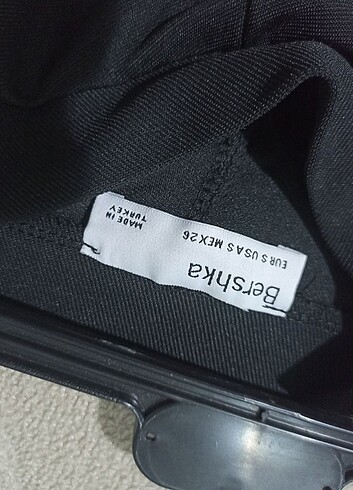 Bershka
EUR S USA S MEX 26
MADE IN
TURKEY